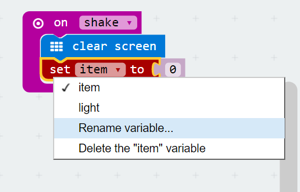 on shake
clear screen
set item to 0
item
light
Rename variable...
Delete the "item" variable